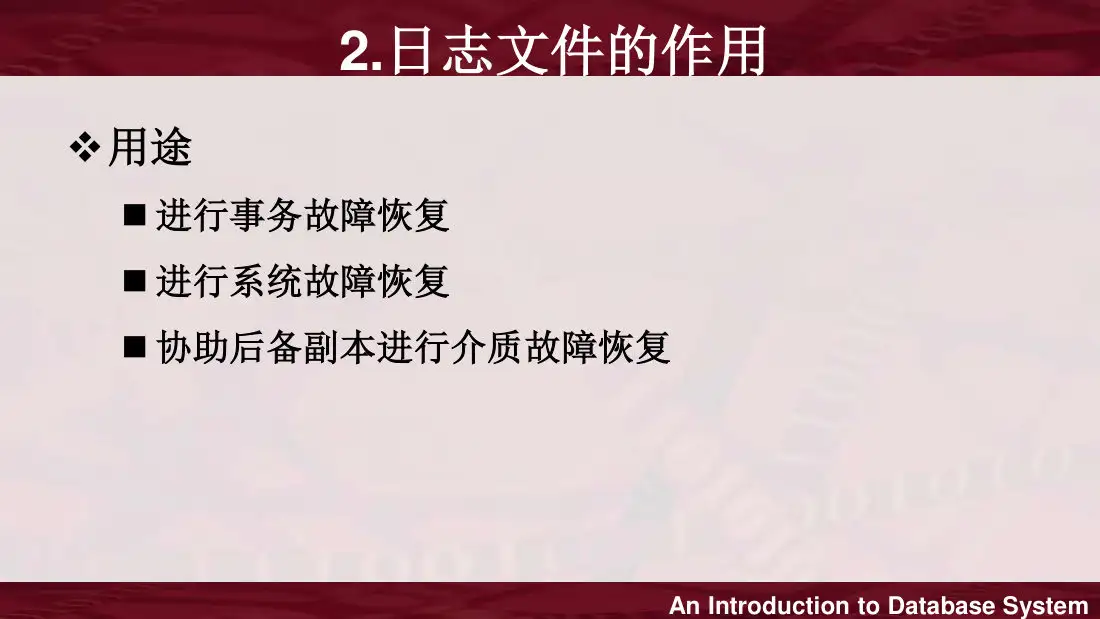 2.日志文件的作用
❖用途
■ 进行事务故障恢复
■ 进行系统故障恢复
■ 协助后备副本进行介质故障恢复
An Introduction to Database System